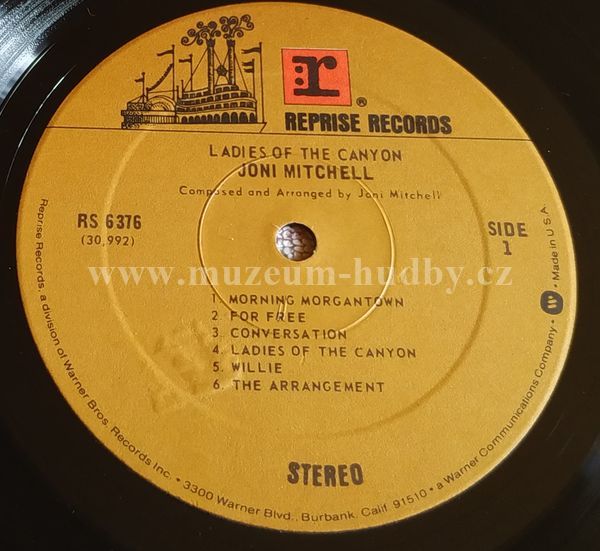 r
®
REPRISE RECORDS
LADIES OF THE CANYON
JONI MITCHELL
Composed and Arranged by Joni Mitchell
RS 6376
(30,992)
SIDE
1
www.muzeum-hudby.cz
1. MORNING MORGANTOWN
2. FOR FREE
3. CONVERSATION
4. LADIES OF THE CANYON
5. WILLIE
6. THE ARRANGEMENT
STEREO
Reprise Records, a division of Warner Bros. Records Inc. • 3300 Warner Blvd., Burbank, Calif. 91510 • a Warner Communications Company • W • Made in U.S.A.